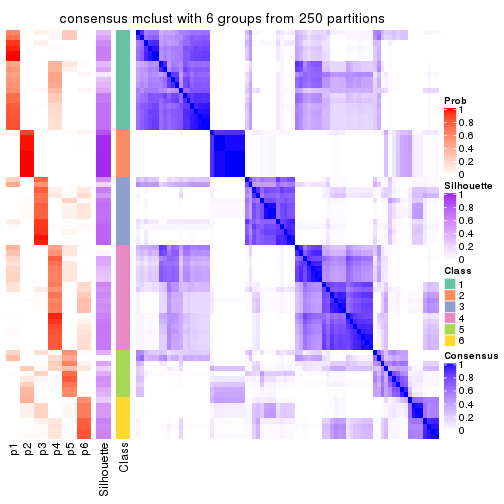 consensus mclust with 6 groups from 250 partitions
Prob
1
0.8
0.6
0.4
0.2
0
Silhouette
1
0.8
0.6
0.4
0.2
0
Class
1
2
3
4
5
6
Consensus
1
0.8
0.6
0.4
0.2
0
p1
p2
p3
p4
p5
p6
Silhouette
Class